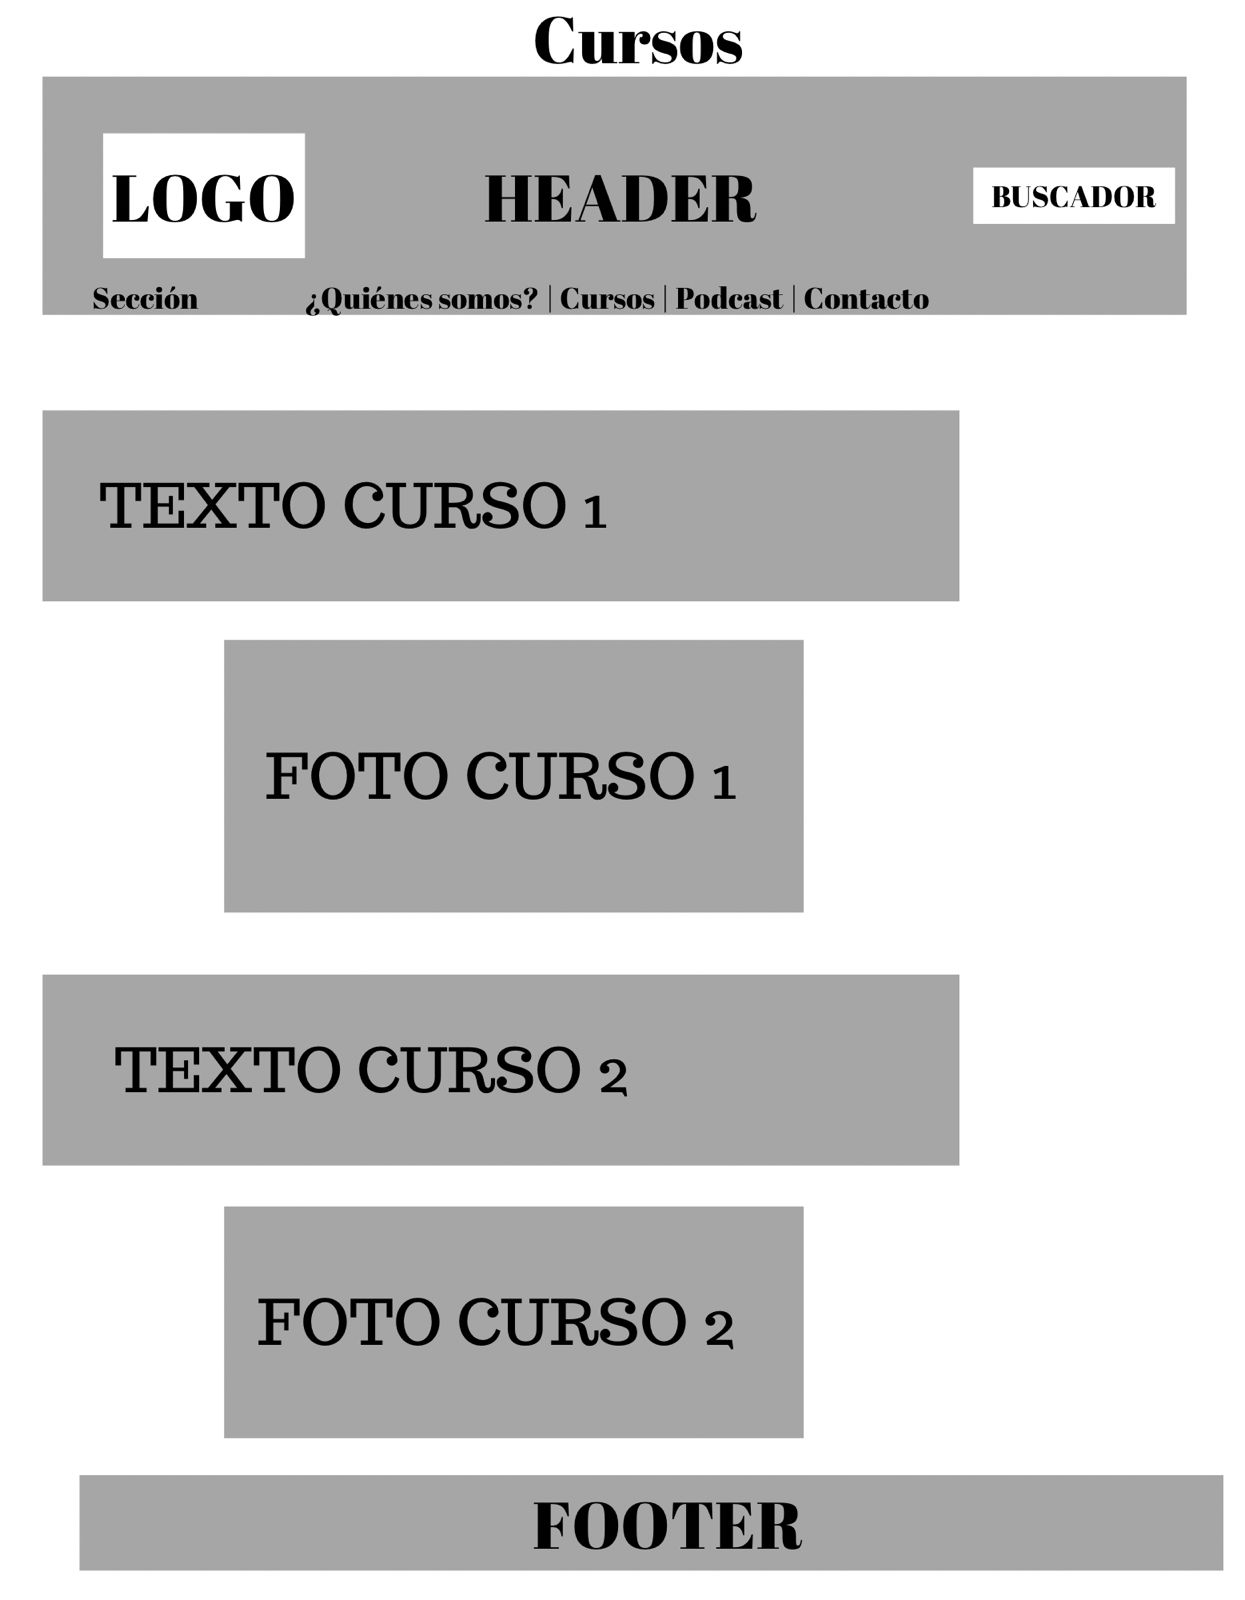 Cursos
LOGO
HEADER
BUSCADOR
Sección ¿Quiénes somos? | Cursos | Podcast | Contacto
TEXTO CURSO 1
FOTO CURSO 1
TEXTO CURSO 2
FOTO CURSO 2
FOOTER